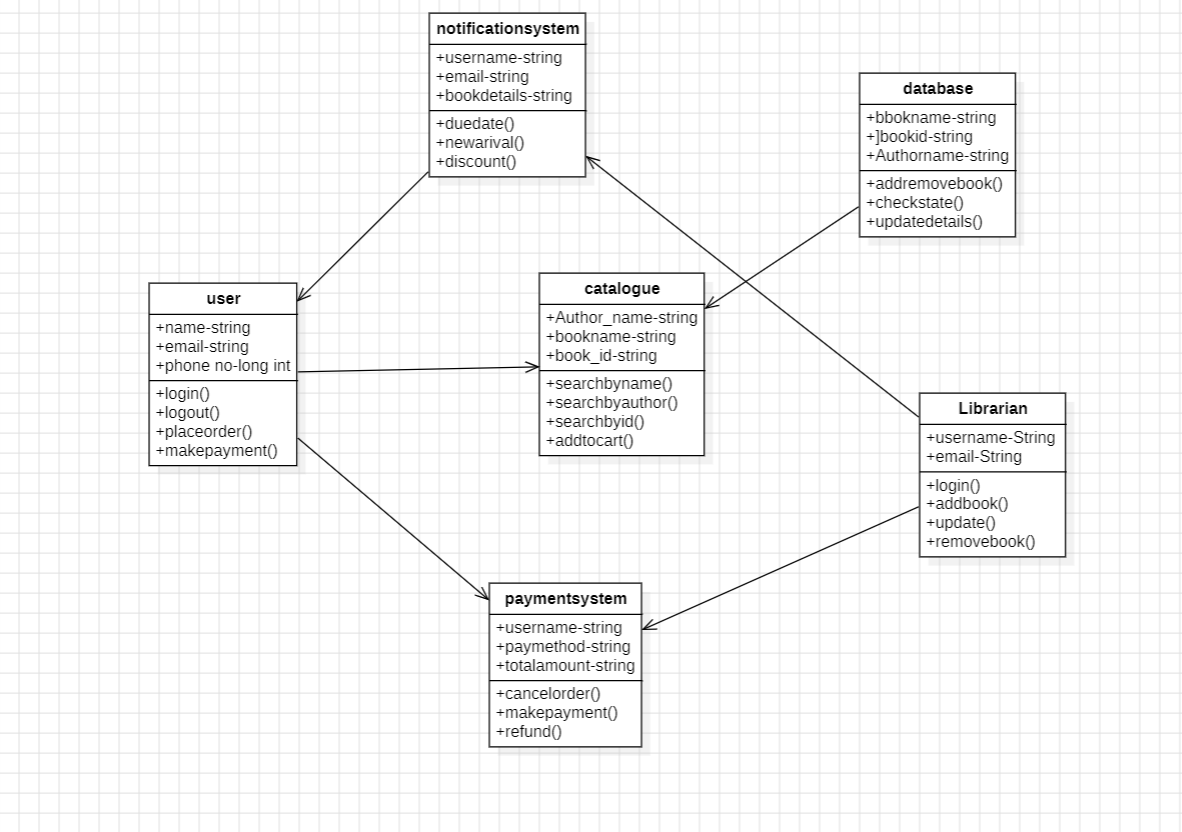 notificationsystem
+username-string
+email-string
+bookdetails-string
+duedate()
+newarival()
+discount()
database
+bbokname-string
+]bookid-string
+Authorname-string
+addremovebook()
+checkstate()
+updatedetails()
user
+name-string
+email-string
+phone no-long int
+login()
+logout()
+placeorder()
+makepayment()
catalogue
+Author_name-string
+bookname-string
+book_id-string
+searchbyname()
+searchbyauthor()
+searchbyid()
+addtocart()
Librarian
+username-String
+email-String
+login()
+addbook()
+update()
+removebook()
paymentsystem
+username-string
+paymethod-string
+totalamount-string
+cancelorder()
+makepayment()
+refund()